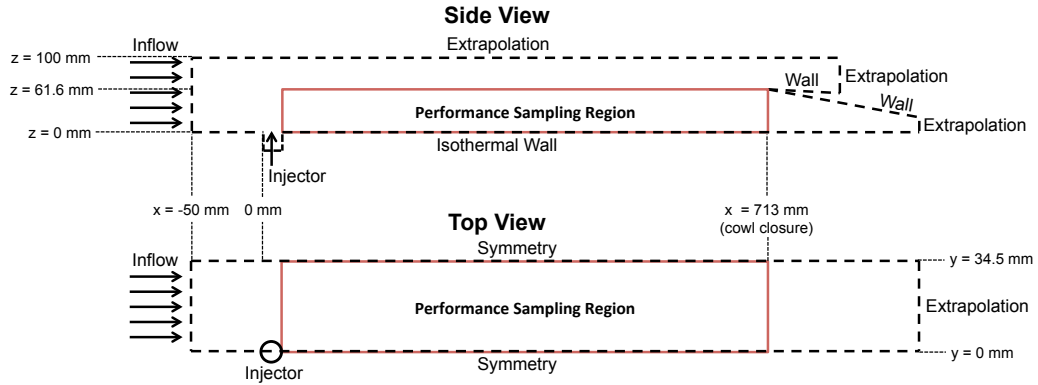 Side View
Inflow
Extrapolation
z = 100 mm
z = 61.6 mm
z = 0 mm
Wall
Extrapolation
Wall
Extrapolation
Performance Sampling Region
Isothermal Wall
Injector
x = -50 mm
0 mm
x = 713 mm
(cowl closure)
Top View
Symmetry
Inflow
y = 34.5 mm
Performance Sampling Region
Extrapolation
y = 0 mm
Injector
Symmetry